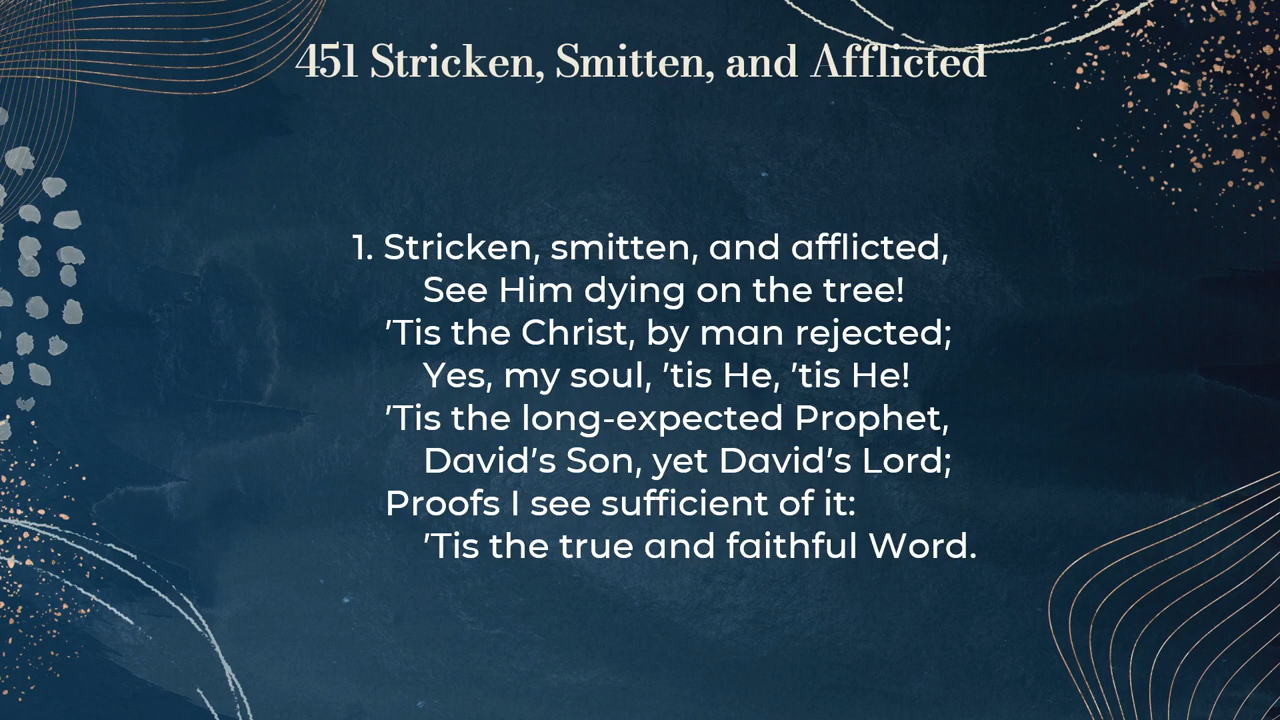 451 Stricken, Smitten, and Afflicted
1. Stricken, smitten, and afflicted,
See Him dying on the tree!
’Tis the Christ, by man rejected;
Yes, my soul, ’tis He, ’tis He!
’Tis the long-expected Prophet,
David’s Son, yet David’s Lord;
Proofs I see sufficient of it:
’Tis the true and faithful Word.